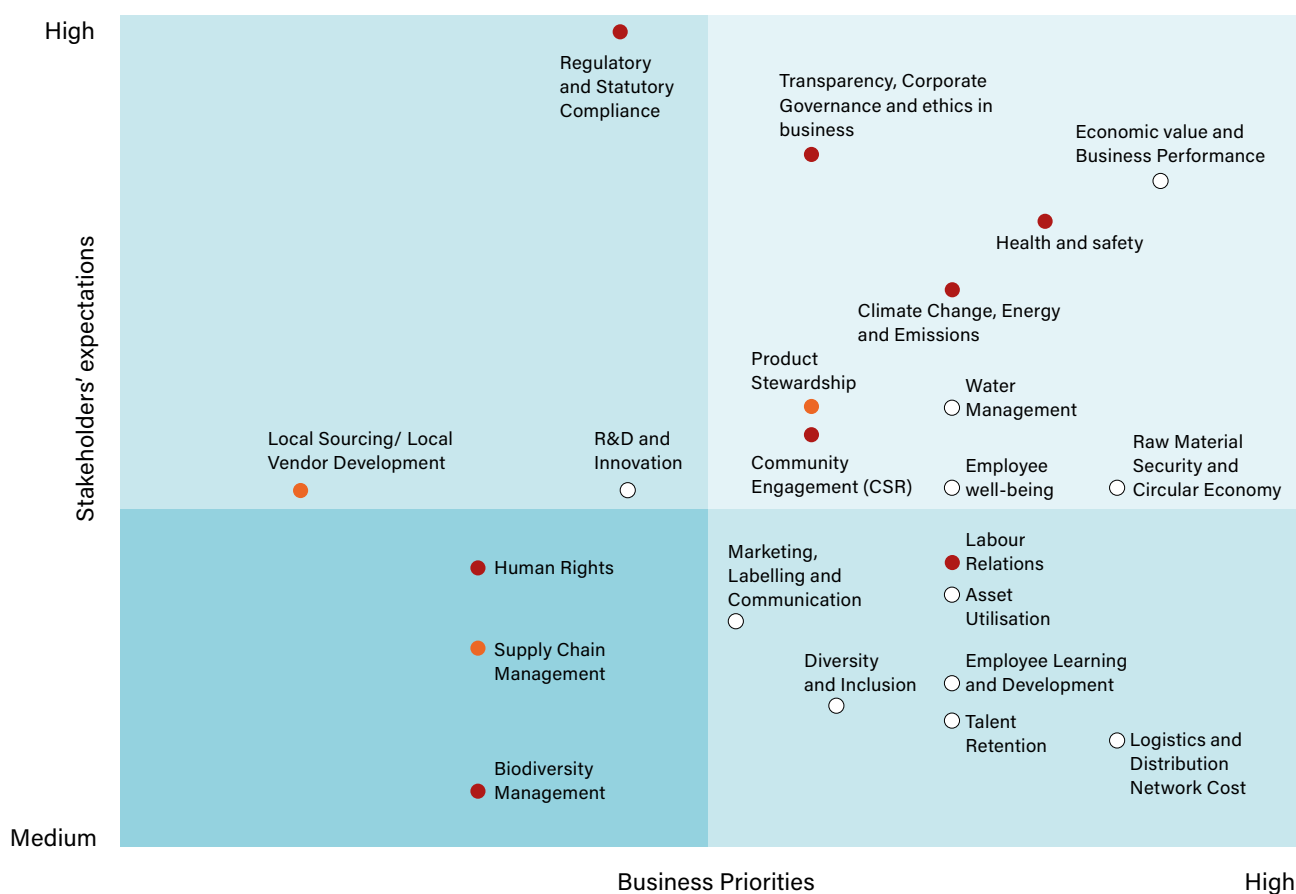 High
Regulatory
and Statutory
Compliance
Transparency, Corporate
Governance and ethics in
business
Economic value and
Business Performance
Health and safety
Climate Change, Energy
and Emissions
Product
Stewardship
Water
Management
Local Sourcing/ Local
Vendor Development
R&D and
Innovation
Community
Engagement (CSR)
Employee
well-being
Raw Material
Security and
Circular Economy
Stakeholders’ expectations
Human Rights
Supply Chain
Management
Biodiversity
Management
Marketing,
Labelling and
Communication
Labour
Relations
Asset
Utilisation
Diversity
and Inclusion
Employee Learning
and Development
Talent
Retention
Logistics and
Distribution
Network Cost
Medium
Business Priorities
High